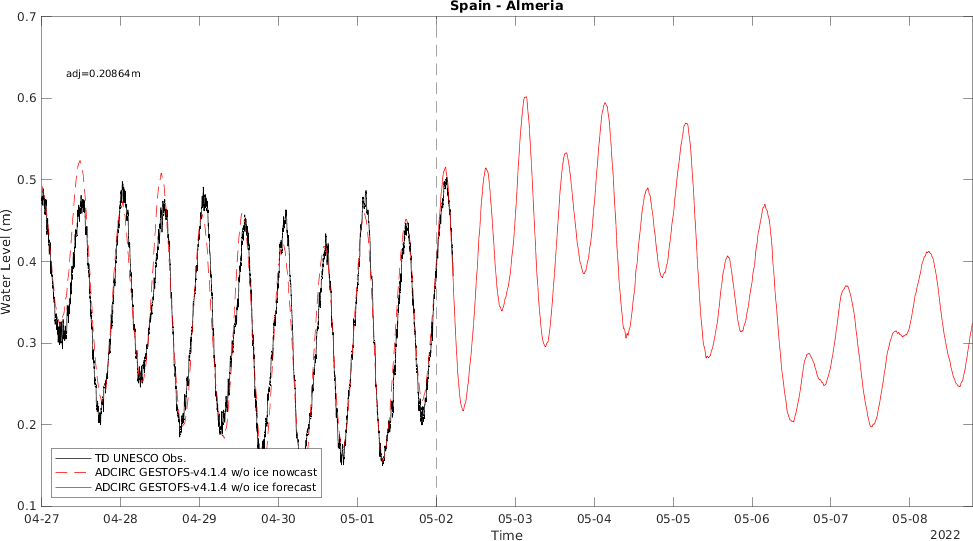 Spain - Almeria
0.7
adj=0.20864m
0.6
0.5
Water Level (m)
0.4
0.3
0.2
TD UNESCO Obs.
ADCIRC GESTOFS-v4.1.4 w/o ice nowcast
ADCIRC GESTOFS-v4.1.4 w/o ice forecast
0.1
04-27 04-28 04-29 04-30 05-01 05-02 05-03 05-04 05-05 05-06 05-07 05-08
Time 2022